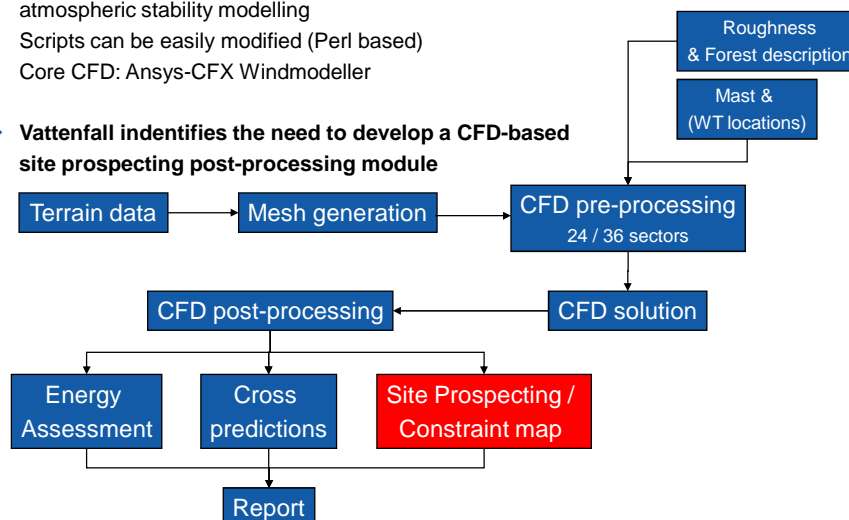 atmospheric stability modelling
Scripts can be easily modified (Perl based)
Core CFD: Ansys-CFX Windmodeller
Roughness
& Forest description
Mast &
(WT locations)
Vattenfall indentifies the need to develop a CFD-based
site prospecting post-processing module
Terrain data
Mesh generation
CFD pre-processing
24 / 36 sectors
CFD post-processing
CFD solution
Energy
Assessment
Cross
predictions
Site Prospecting /
Constraint map
Report